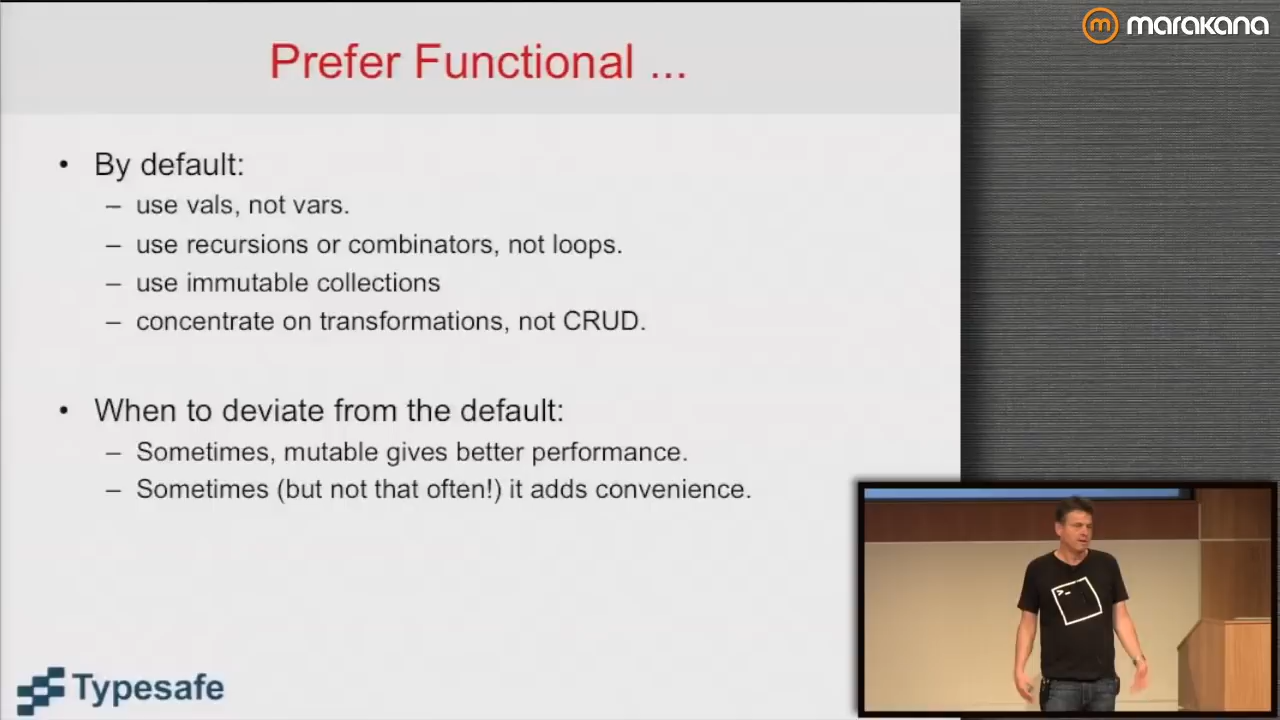 marakana
Prefer Functional ...
• By default:
– use vals, not vars.
– use recursions or combinators, not loops.
– use immutable collections
– concentrate on transformations, not CRUD.
• When to deviate from the default:
– Sometimes, mutable gives better performance.
– Sometimes (but not that often!) it adds convenience.
Typesafe
>-